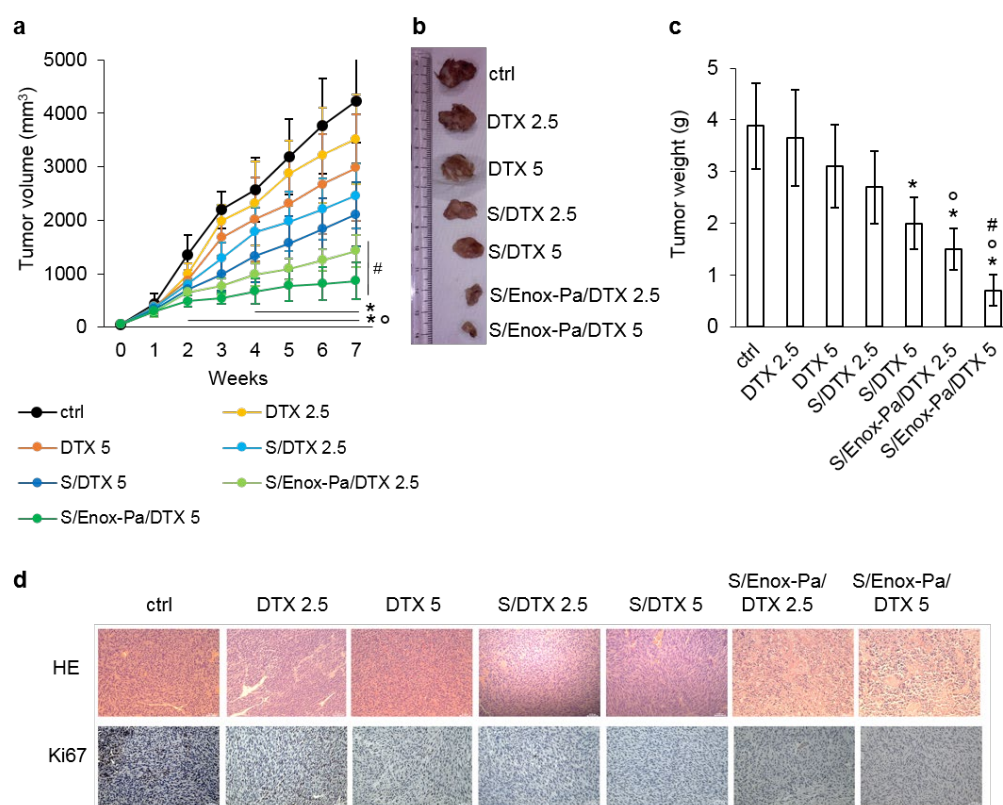 a
Tumor volume (mm³)
5000
4000
3000
2000
1000
0
0 1 2 3 4 5 6 7
Weeks
#
*
* °
ctrl
DTX 2.5
DTX 5
S/DTX 2.5
S/DTX 5
S/Enox-Pa/DTX 2.5
S/Enox-Pa/DTX 5
b
ctrl
DTX 2.5
DTX 5
S/DTX 2.5
S/DTX 5
S/Enox-Pa/DTX 2.5
S/Enox-Pa/DTX 5
c
Tumor weight (g)
5
4
3
2
1
0
*
°
*
#
°
*
ctrl
DTX 2.5
DTX 5
S/DTX 2.5
S/DTX 5
S/Enox-Pa/DTX 2.5
S/Enox-Pa/DTX 5
d
ctrl
DTX 2.5
DTX 5
S/DTX 2.5
S/DTX 5
S/Enox-Pa/
DTX 2.5
S/Enox-Pa/
DTX 5
HE
Ki67